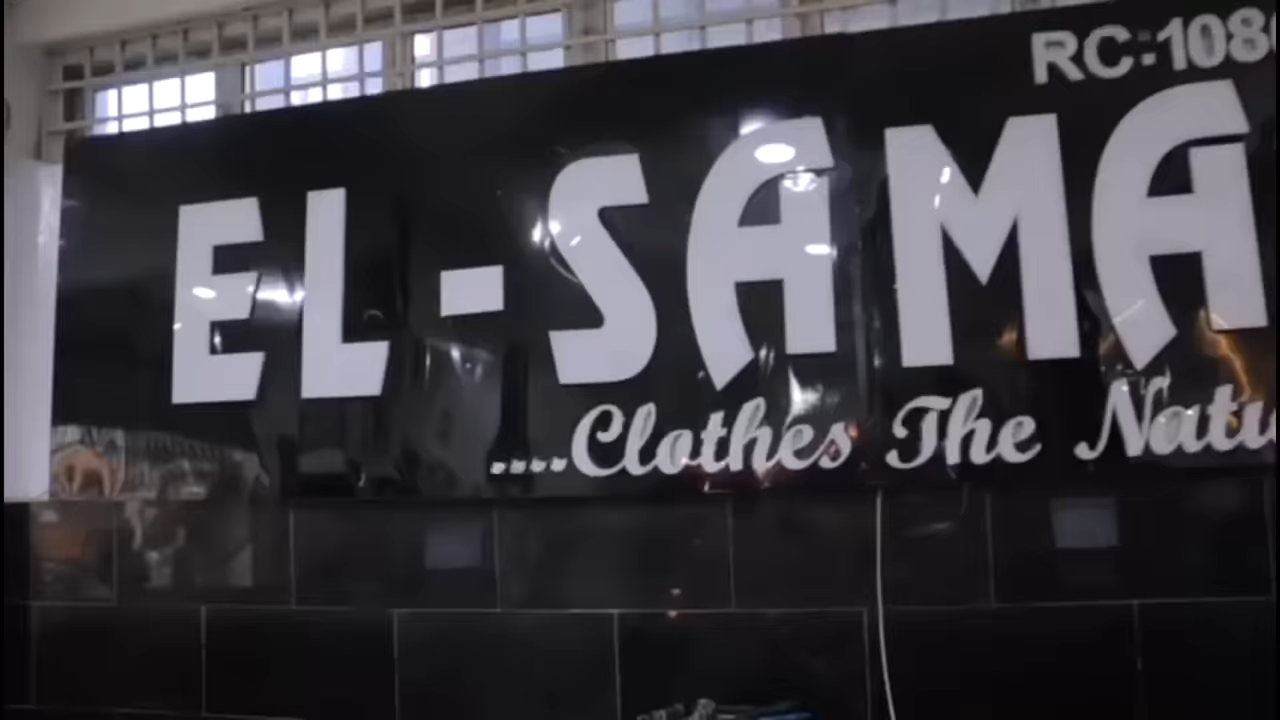 RC:108
EL-SAMA
....Clothes The Natu